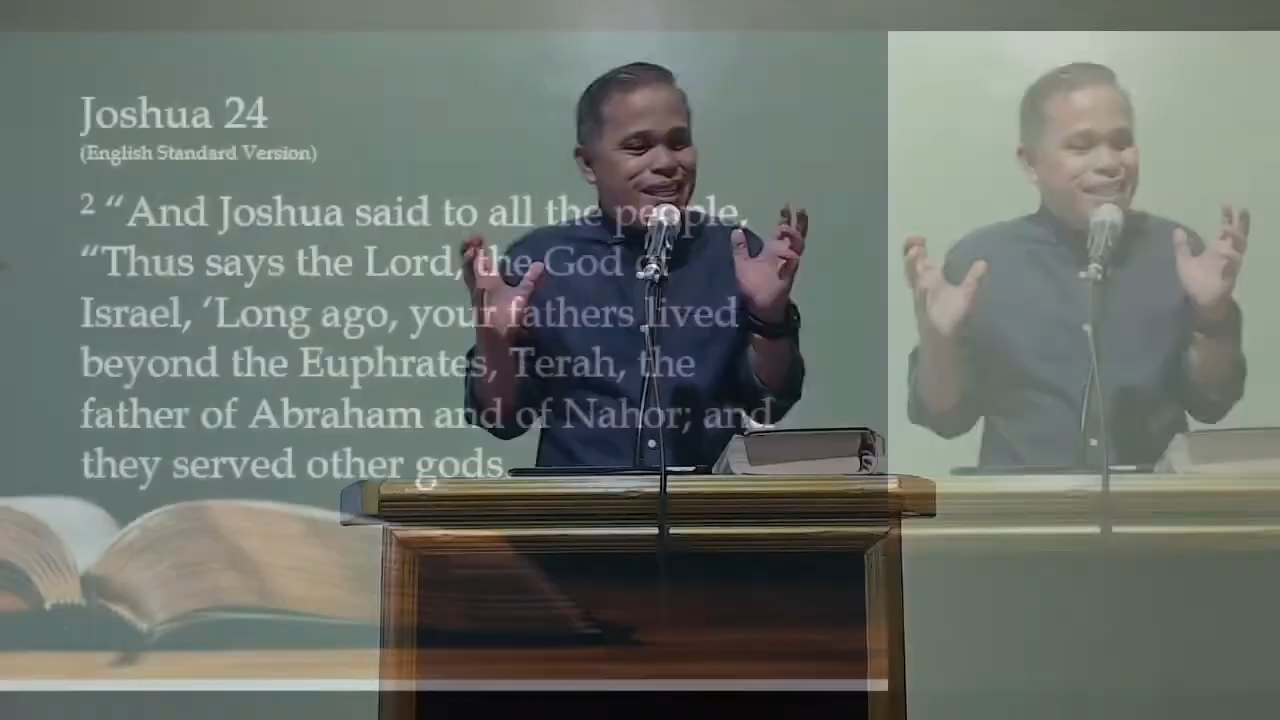 Joshua 24
(English Standard Version)
2 “And Joshua said to all the people,
“Thus says the Lord, the God of
Israel, ‘Long ago, your fathers lived
beyond the Euphrates, Terah, the
father of Abraham and of Nahor; and
they served other gods.